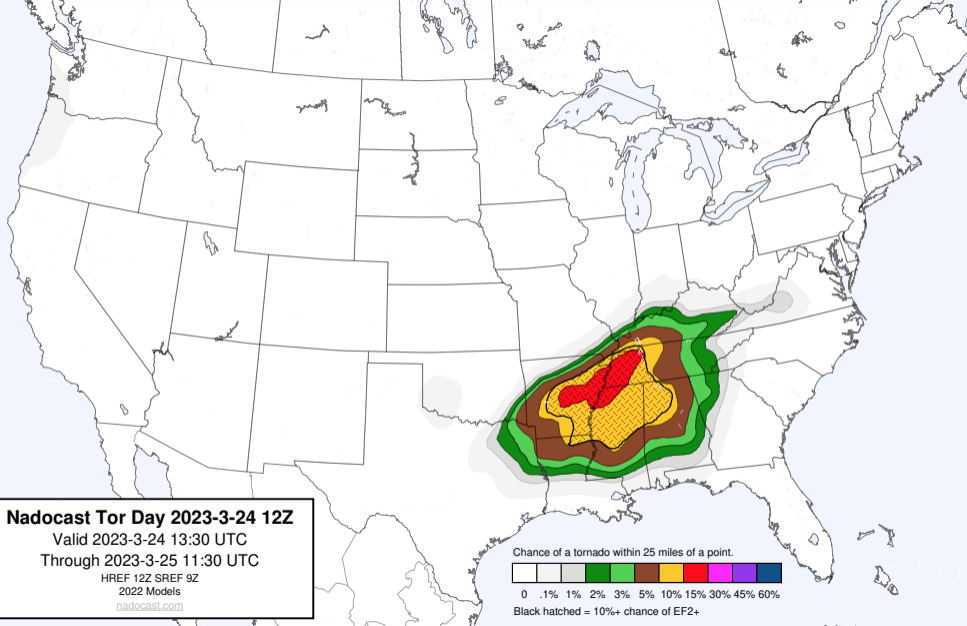 Nadocast Tor Day 2023-3-24 12Z
Valid 2023-3-24 13:30 UTC
Through 2023-3-25 11:30 UTC
HREF 12Z SREF 9Z
2022 Models
nadocast.com
Chance of a tornado within 25 miles of a point.
0 .1% 1% 2% 3% 5% 10% 15% 30% 45% 60%
Black hatched = 10%+ chance of EF2+